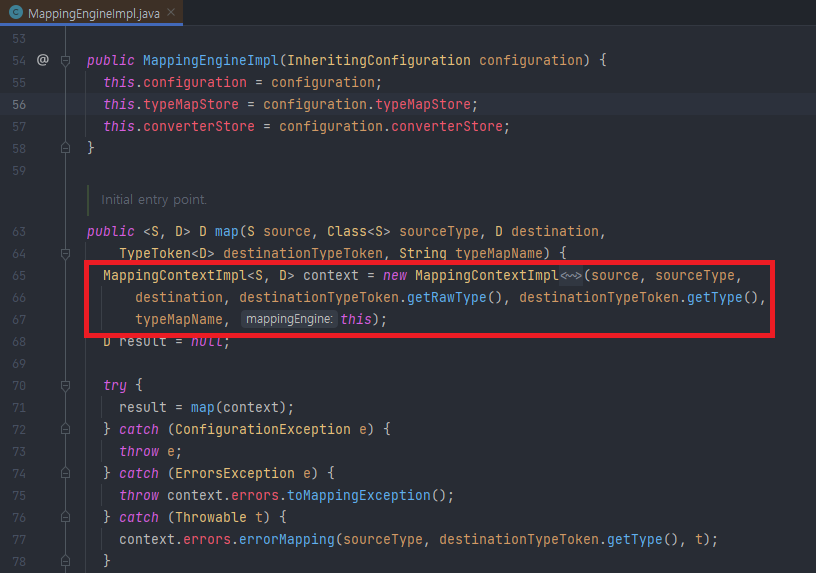 MappingEngineImpl.java
53
54 @ public MappingEngineImpl(InheritingConfiguration configuration) {
55 this.configuration = configuration;
56 this.typeMapStore = configuration.typeMapStore;
57 this.converterStore = configuration.converterStore;
58 }
59
Initial entry point.
63 public <S, D> D map(S source, Class<S> sourceType, D destination,
64 TypeToken<D> destinationTypeToken, String typeMapName) {
65 MappingContextImpl<S, D> context = new MappingContextImpl<~>(source, sourceType,
66 destination, destinationTypeToken.getRawType(), destinationTypeToken.getType(),
67 typeMapName, mappingEngine: this);
68 D result = null;
69
70 try {
71 result = map(context);
72 } catch (ConfigurationException e) {
73 throw e;
74 } catch (ErrorsException e) {
75 throw context.errors.toMappingException();
76 } catch (Throwable t) {
77 context.errors.errorMapping(sourceType, destinationTypeToken.getType(), t);
78 }